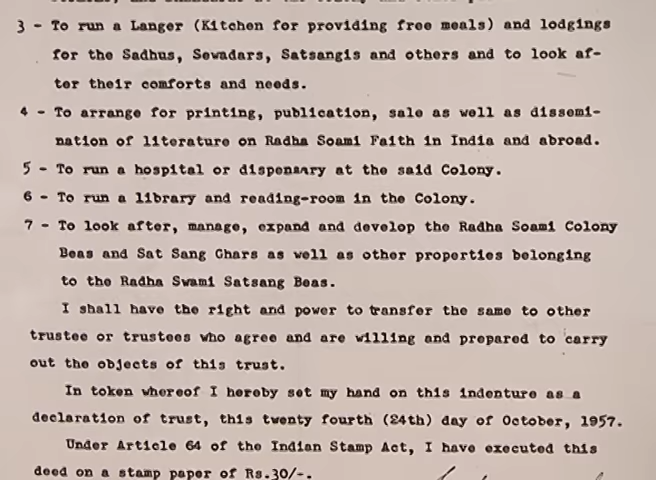 3 - To run a Langer (Kitchen for providing free meals) and lodgings
for the Sadhus, Sewadars, Satsangis and others and to look af-
ter their comforts and needs.
4 - To arrange for printing, publication, sale as well as dissemi-
nation of literature on Radha Soami Faith in India and abroad.
5 - To run a hospital or dispensary at the said Colony.
6 - To run a library and reading-room in the Colony.
7 - To look after, manage, expand and develop the Radha Soami Colony
Beas and Sat Sang Ghars as well as other properties belonging
to the Radha Swami Satsang Beas.
I shall have the right and power to transfer the same to other
trustee or trustees who agree and are willing and prepared to carry
out the objects of this trust.
In token whereof I hereby set my hand on this indenture as a
declaration of trust, this twenty fourth (24th) day of October, 1957.
Under Article 64 of the Indian Stamp Act, I have executed this
deed on a stamp paper of Rs.30/-.